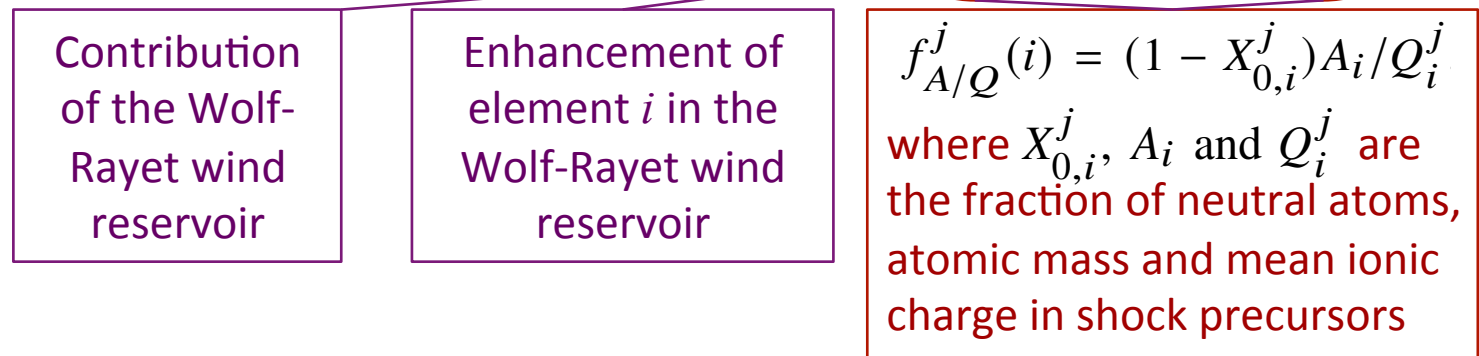 Contribution
of the Wolf-
Rayet wind
reservoir
Enhancement of
element i in the
Wolf-Rayet wind
reservoir
f^j_{A/Q}(i) = (1 − X^j_{0,i})A_i/Q^j_i
where X^j_{0,i}, A_i and Q^j_i are
the fraction of neutral atoms,
atomic mass and mean ionic
charge in shock precursors